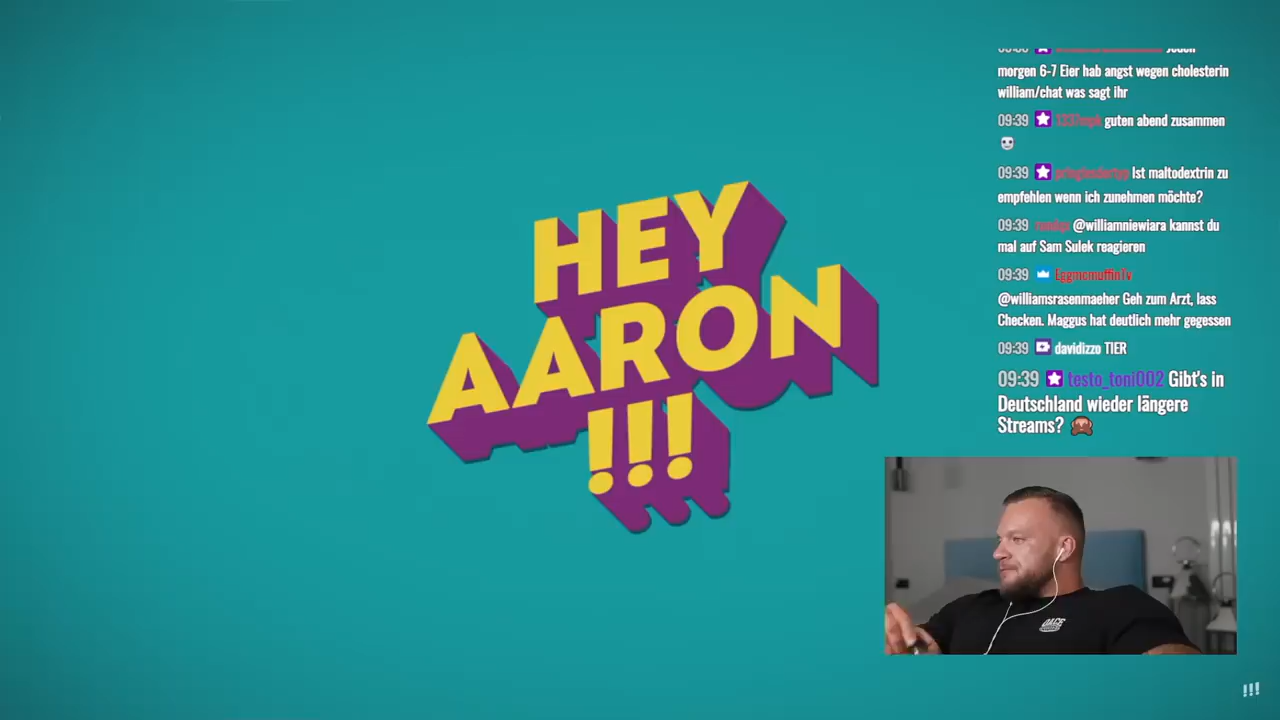 HEY
AARON
!!!
morgen 6-7 Eier hab angst wegen cholesterin
william/chat was sagt ihr
09:39 1337mpk guten abend zusammen
09:39 Ist maltodextrin zu
empfehlen wenn ich zunehmen möchte?
09:39 @williamniewiara kannst du
mal auf Sam Sulek reagieren
09:39 EggmcmuffinTv
@williamsrasenmaeher Geh zum Arzt, lass
Checken. Maggus hat deutlich mehr gegessen
09:39 davidizzo TIER
09:39 testo_toni002 Gibt's in
Deutschland wieder längere
Streams?
!!!